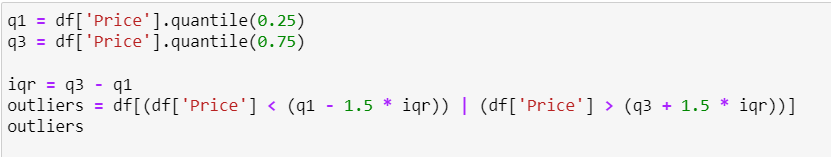 q1 = df['Price'].quantile(0.25)
q3 = df['Price'].quantile(0.75)
iqr = q3 - q1
outliers = df[(df['Price'] < (q1 - 1.5 * iqr)) | (df['Price'] > (q3 + 1.5 * iqr))]
outliers